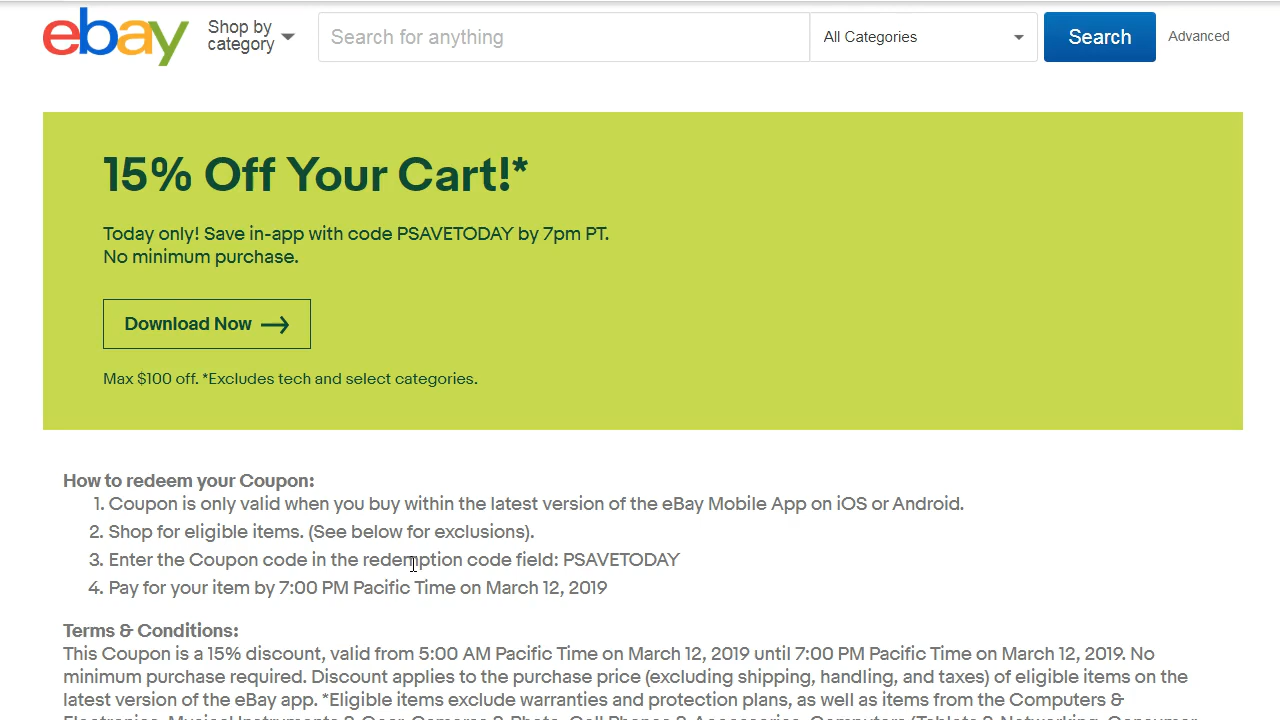 ebay
Shop by
category
Search for anything
All Categories
Search
Advanced
15% Off Your Cart!*
Today only! Save in-app with code PSAVETODAY by 7pm PT.
No minimum purchase.
Download Now
Max $100 off. *Excludes tech and select categories.
How to redeem your Coupon:
1. Coupon is only valid when you buy within the latest version of the eBay Mobile App on iOS or Android.
2. Shop for eligible items. (See below for exclusions).
3. Enter the Coupon code in the redemption code field: PSAVETODAY
4. Pay for your item by 7:00 PM Pacific Time on March 12, 2019
Terms & Conditions:
This Coupon is a 15% discount, valid from 5:00 AM Pacific Time on March 12, 2019 until 7:00 PM Pacific Time on March 12, 2019. No
minimum purchase required. Discount applies to the purchase price (excluding shipping, handling, and taxes) of eligible items on the
latest version of the eBay app. *Eligible items exclude warranties and protection plans, as well as items from the Computers &